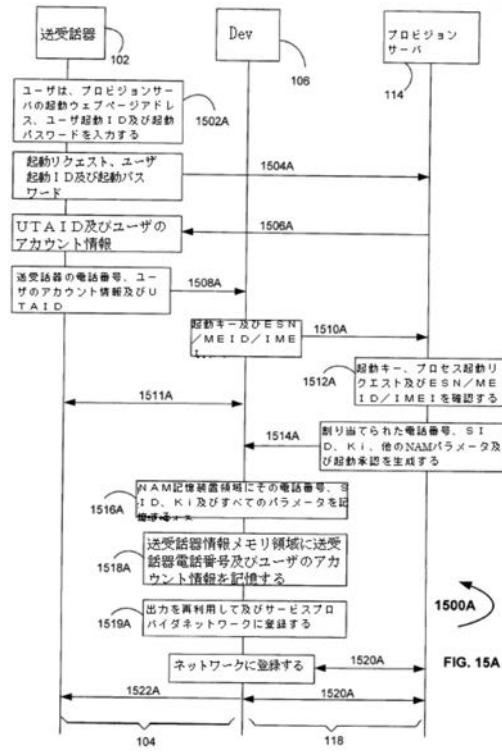 送受話器
Dev
プロビジョン
サーバ
102
106
114
ユーザは、プロビジョンサー
バの起動ウェブページアドレ
ス、ユーザ起動ＩＤ及び起動
パスワードを入力する
1502A
起動リクエスト、ユーザ
起動ＩＤ及び起動パス
ワード
1504A
ＵＴＡＩＤ及びユーザの
アカウント情報
1506A
送受話器の電話番号、ユー
ザのアカウント情報及びＵ
ＴＡＩＤ
1508A
起動キー及びＥＳＮ
／ＭＥＩＤ／ＩＭＥ
1510A
起動キー、プロセス起動リ
クエスト及びＥＳＮ／ＭＥ
ＩＤ／ＩＭＥＩを確認する
1512A
1511A
割り当てられた電話番号、ＳＩ
Ｄ、Ｋｉ、他のＮＡＭパラメータ及
び起動承認を生成する
1514A
ＮＡＭ記憶装置領域にその電話番号、Ｓ
ＩＤ、Ｋｉ及びすべてのパラメータを記
1516A
送受話器情報メモリ領域に送受
話器電話番号及びユーザのアカ
ウント情報を記憶する
1518A
出力を再利用して及びサービスプロ
バイダネットワークに登録する
1519A
1500A
ネットワークに登録する
1520A
FIG. 15A
1522A
1520A
104
118